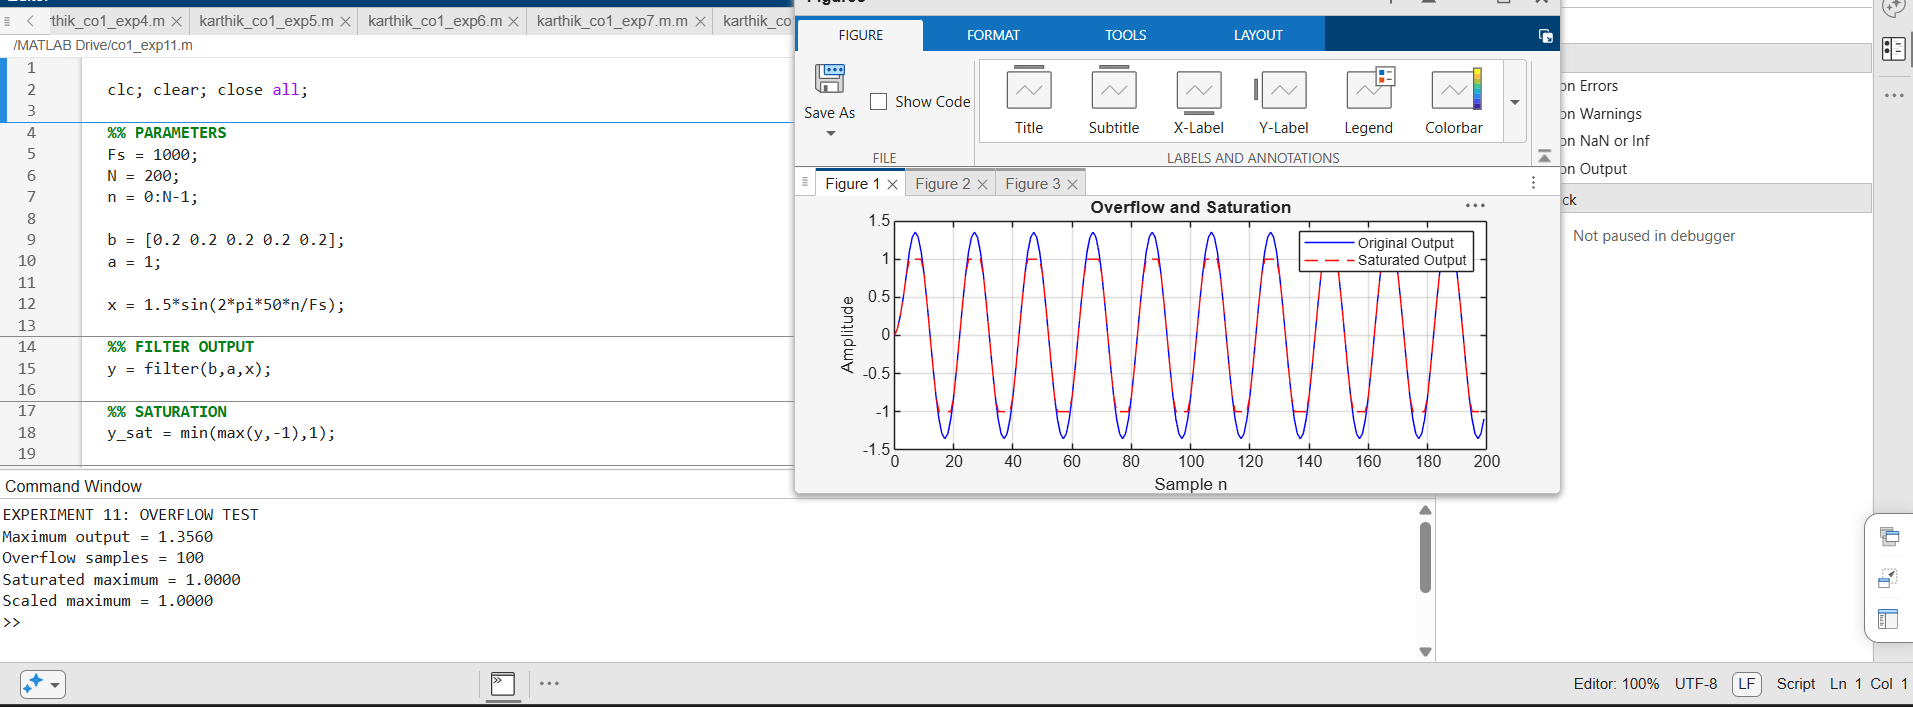 karthik_co1_exp5.m
karthik_co1_exp6.m
karthik_co1_exp7.m.m
/MATLAB Drive/co1_exp11.m
1
2 clc; clear; close all;
3
4 %% PARAMETERS
5 Fs = 1000;
6 N = 200;
7 n = 0:N-1;
8
9 b = [0.2 0.2 0.2 0.2 0.2];
10 a = 1;
11
12 x = 1.5*sin(2*pi*50*n/Fs);
13
14 %% FILTER OUTPUT
15 y = filter(b,a,x);
16
17 %% SATURATION
18 y_sat = min(max(y,-1),1);
19
Command Window
EXPERIMENT 11: OVERFLOW TEST
Maximum output = 1.3560
Overflow samples = 100
Saturated maximum = 1.0000
Scaled maximum = 1.0000
>>
FIGURE FORMAT TOOLS LAYOUT
Save As
Show Code
Title Subtitle X-Label Y-Label Legend Colorbar
FILE LABELS AND ANNOTATIONS
Figure 1 Figure 2 Figure 3
Overflow and Saturation
Original Output
Saturated Output
Amplitude
1.5
1
0.5
0
-0.5
-1
-1.5
0 20 40 60 80 100 120 140 160 180 200
Sample n
on Errors
on Warnings
on NaN or Inf
on Output
ck
Not paused in debugger
Editor: 100% UTF-8 LF Script Ln 1 Col 1